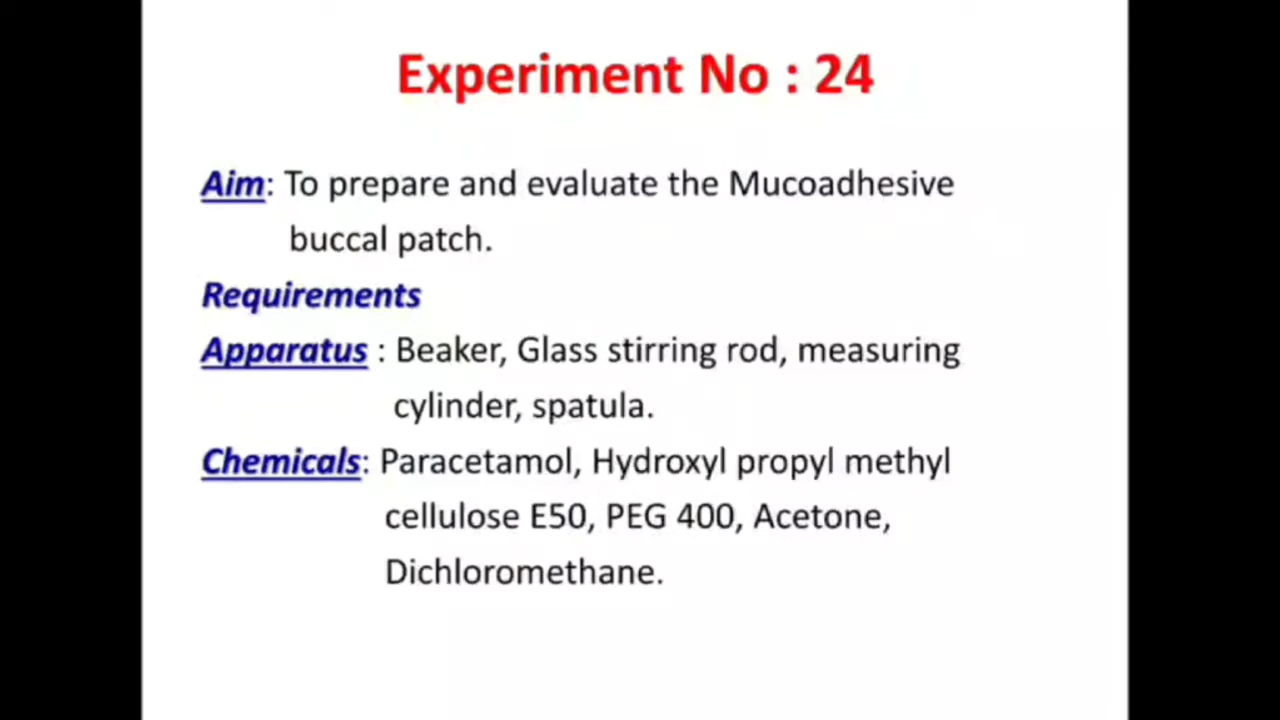 Experiment No : 24
Aim: To prepare and evaluate the Mucoadhesive
buccal patch.
Requirements
Apparatus : Beaker, Glass stirring rod, measuring
cylinder, spatula.
Chemicals: Paracetamol, Hydroxyl propyl methyl
cellulose E50, PEG 400, Acetone,
Dichloromethane.